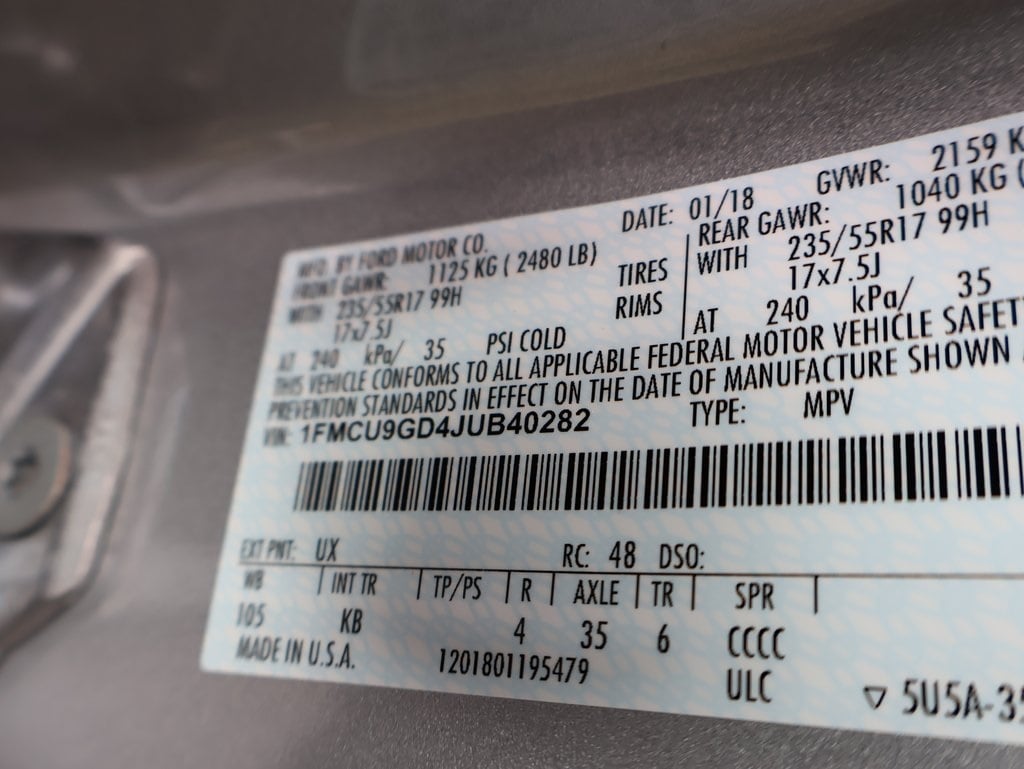 MFD. BY FORD MOTOR CO. DATE: 01/18 GVWR: 2159 K
FRONT GAWR: 1125 KG ( 2480 LB) REAR GAWR: 1040 KG (
WITH 235/55R17 99H TIRES WITH 235/55R17 99H
17x7.5J RIMS 17x7.5J
AT 240 kPa/ 35 PSI COLD AT 240 kPa/ 35
THIS VEHICLE CONFORMS TO ALL APPLICABLE FEDERAL MOTOR VEHICLE SAFET
PREVENTION STANDARDS IN EFFECT ON THE DATE OF MANUFACTURE SHOWN
VIN: 1FMCU9GD4JUB40282 TYPE: MPV
EXT PNT: UX RC: 48 DSO:
WB | INT TR | TP/PS | R | AXLE | TR | SPR |
105 KB 4 35 6 CCCC
MADE IN U.S.A. 1201801195479 ULC ▽ 5U5A-35